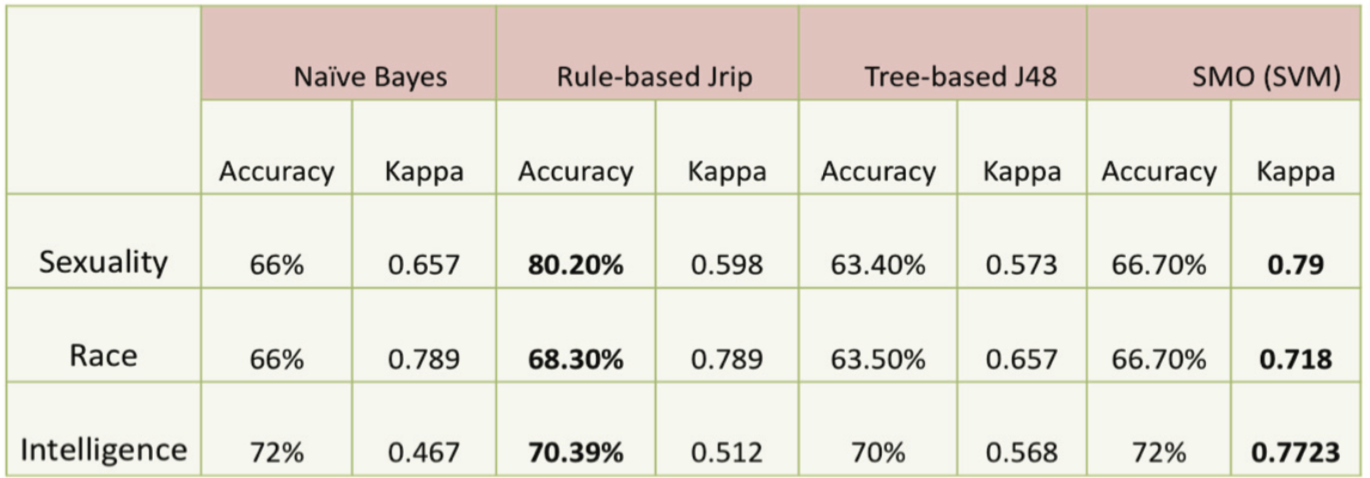 Naïve Bayes Rule-based Jrip Tree-based J48 SMO (SVM)
Accuracy Kappa Accuracy Kappa Accuracy Kappa Accuracy Kappa
Sexuality 66% 0.657 80.20% 0.598 63.40% 0.573 66.70% 0.79
Race 66% 0.789 68.30% 0.789 63.50% 0.657 66.70% 0.718
Intelligence 72% 0.467 70.39% 0.512 70% 0.568 72% 0.7723